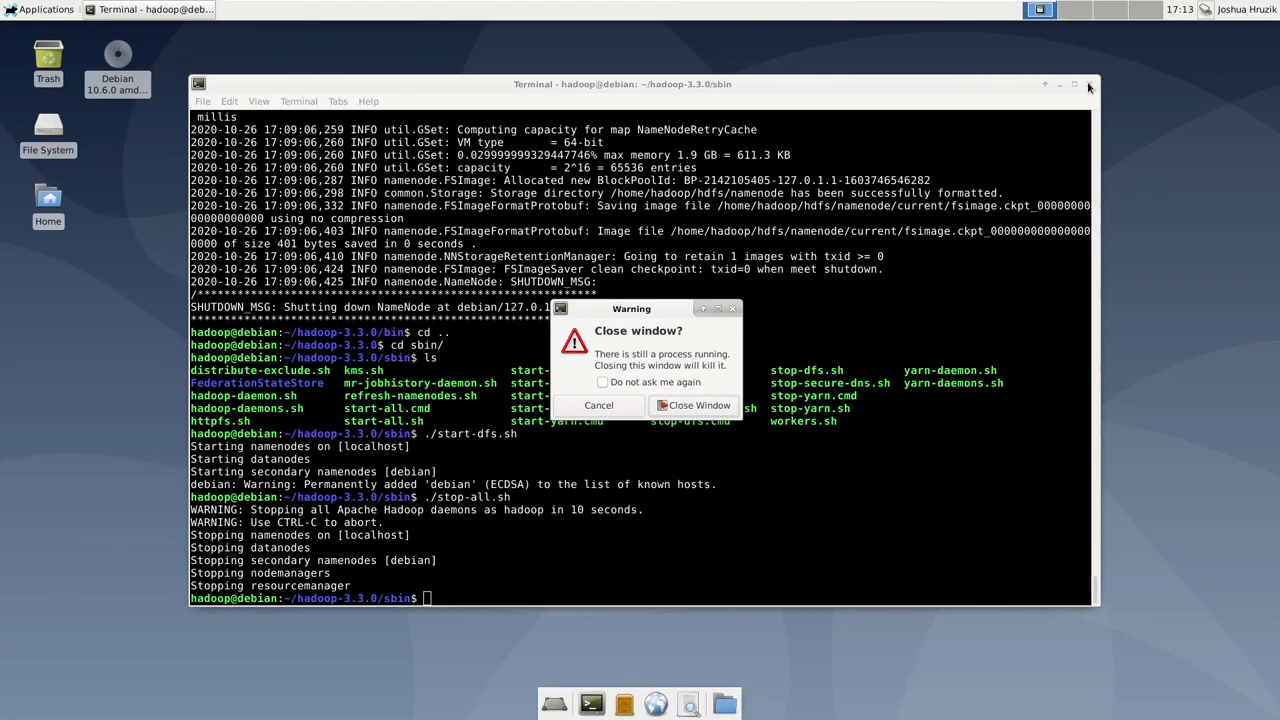 Applications
Terminal - hadoop@deb...
17:13
Joshua Hruzik
Trash
Debian
10.6.0 amd...
File System
Home
Terminal - hadoop@debian: ~/hadoop-3.3.0/sbin
File Edit View Terminal Tabs Help
millis
2020-10-26 17:09:06,259 INFO util.GSet: Computing capacity for map NameNodeRetryCache
2020-10-26 17:09:06,260 INFO util.GSet: VM type       = 64-bit
2020-10-26 17:09:06,260 INFO util.GSet: 0.029999999329447746% max memory 1.9 GB = 611.3 KB
2020-10-26 17:09:06,260 INFO util.GSet: capacity      = 2^16 = 65536 entries
2020-10-26 17:09:06,287 INFO namenode.FSImage: Allocated new BlockPoolId: BP-2142105405-127.0.1.1-1603746546282
2020-10-26 17:09:06,298 INFO common.Storage: Storage directory /home/hadoop/hdfs/namenode has been successfully formatted.
2020-10-26 17:09:06,332 INFO namenode.FSImageFormatProtobuf: Saving image file /home/hadoop/hdfs/namenode/current/fsimage.ckpt_00000000
00000000000 using no compression
2020-10-26 17:09:06,403 INFO namenode.FSImageFormatProtobuf: Image file /home/hadoop/hdfs/namenode/current/fsimage.ckpt_000000000000000
0000 of size 401 bytes saved in 0 seconds .
2020-10-26 17:09:06,410 INFO namenode.NNStorageRetentionManager: Going to retain 1 images with txid >= 0
2020-10-26 17:09:06,424 INFO namenode.FSImage: FSImageSaver clean checkpoint: txid=0 when meet shutdown.
2020-10-26 17:09:06,425 INFO namenode.NameNode: SHUTDOWN_MSG:
/************************************************************
SHUTDOWN_MSG: Shutting down NameNode at debian/127.0.1
hadoop@debian:~/hadoop-3.3.0/bin$ cd ..
hadoop@debian:~/hadoop-3.3.0$ cd sbin/
hadoop@debian:~/hadoop-3.3.0/sbin$ ls
distribute-exclude.sh kms.sh start- stop-dfs.sh yarn-daemon.sh
FederationStateStore mr-jobhistory-daemon.sh start- stop-secure-dns.sh yarn-daemons.sh
hadoop-daemon.sh refresh-namenodes.sh start- stop-yarn.cmd
hadoop-daemons.sh start-all.cmd start- sh stop-yarn.sh
httpfs.sh start-all.sh start-yarn.cmd stop-dfs.cmd workers.sh
hadoop@debian:~/hadoop-3.3.0/sbin$ ./start-dfs.sh
Starting namenodes on [localhost]
Starting datanodes
Starting secondary namenodes [debian]
debian: Warning: Permanently added 'debian' (ECDSA) to the list of known hosts.
hadoop@debian:~/hadoop-3.3.0/sbin$ ./stop-all.sh
WARNING: Stopping all Apache Hadoop daemons as hadoop in 10 seconds.
WARNING: Use CTRL-C to abort.
Stopping namenodes on [localhost]
Stopping datanodes
Stopping secondary namenodes [debian]
Stopping nodemanagers
Stopping resourcemanager
hadoop@debian:~/hadoop-3.3.0/sbin$
Warning
Close window?
There is still a process running.
Closing this window will kill it.
Do not ask me again
Cancel
Close Window